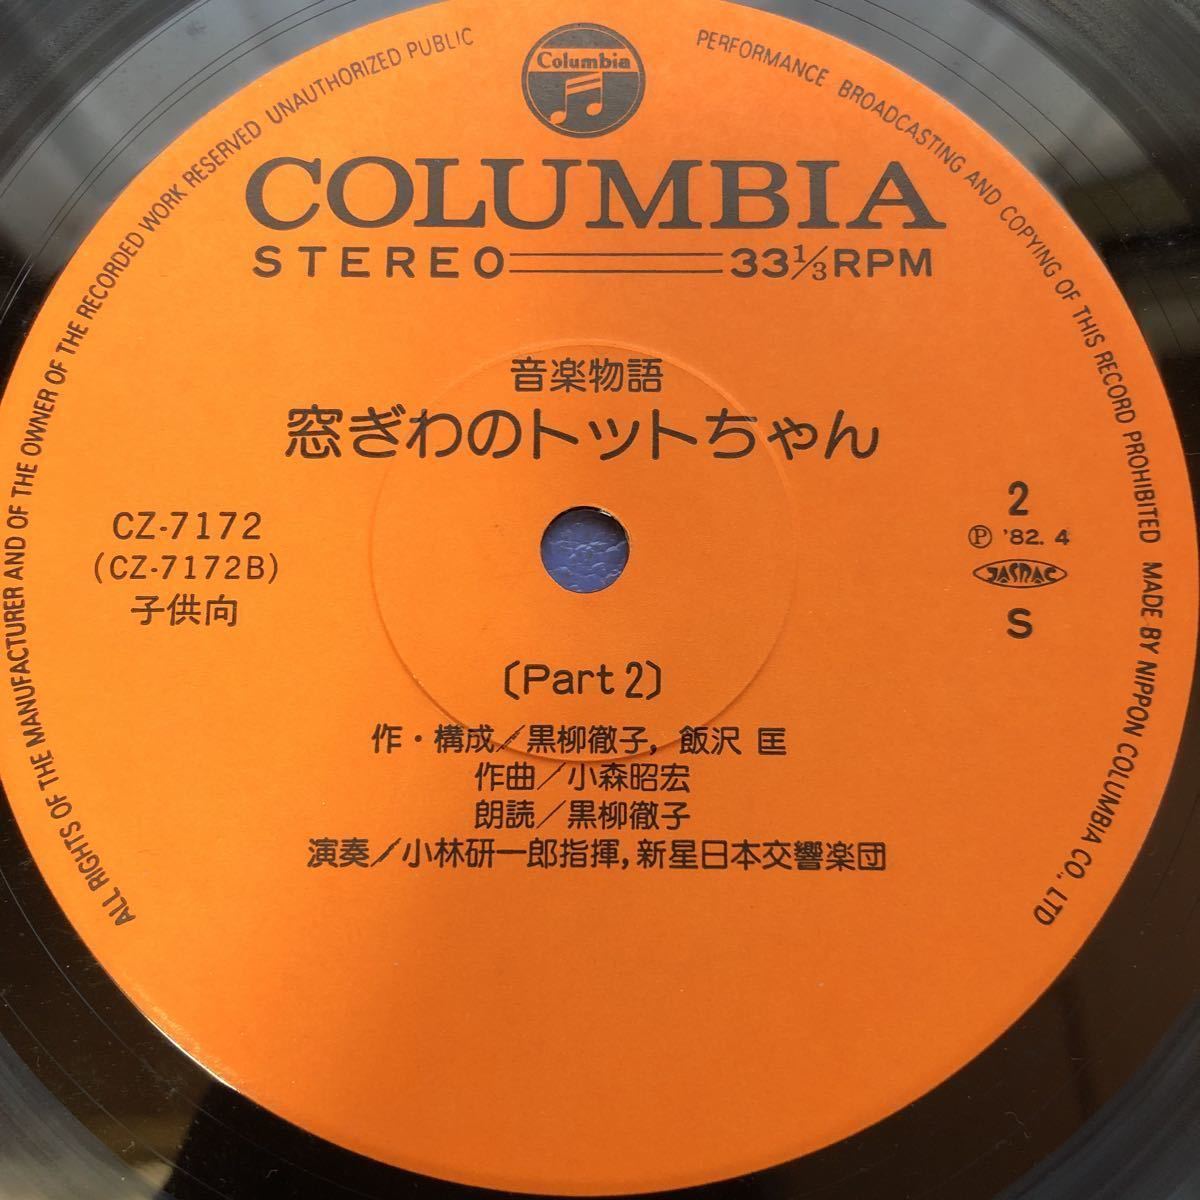 ALL RIGHTS OF THE MANUFACTURER AND OF THE OWNER OF THE RECORDED WORK RESERVED UNAUTHORIZED PUBLIC PERFORMANCE BROADCASTING AND COPYING OF THIS RECORD PROHIBITED MADE BY NIPPON COLUMBIA CO., LTD
Columbia
COLUMBIA
STEREO 33⅓RPM
音楽物語
窓ぎわのトットちゃん
CZ-7172
(CZ-7172B)
子供向
2
Ⓟ '82. 4
JASRAC
S
〔Part 2〕
作・構成／黒柳徹子, 飯沢 匡
作曲／小森昭宏
朗読／黒柳徹子
演奏／小林研一郎指揮, 新星日本交響楽団